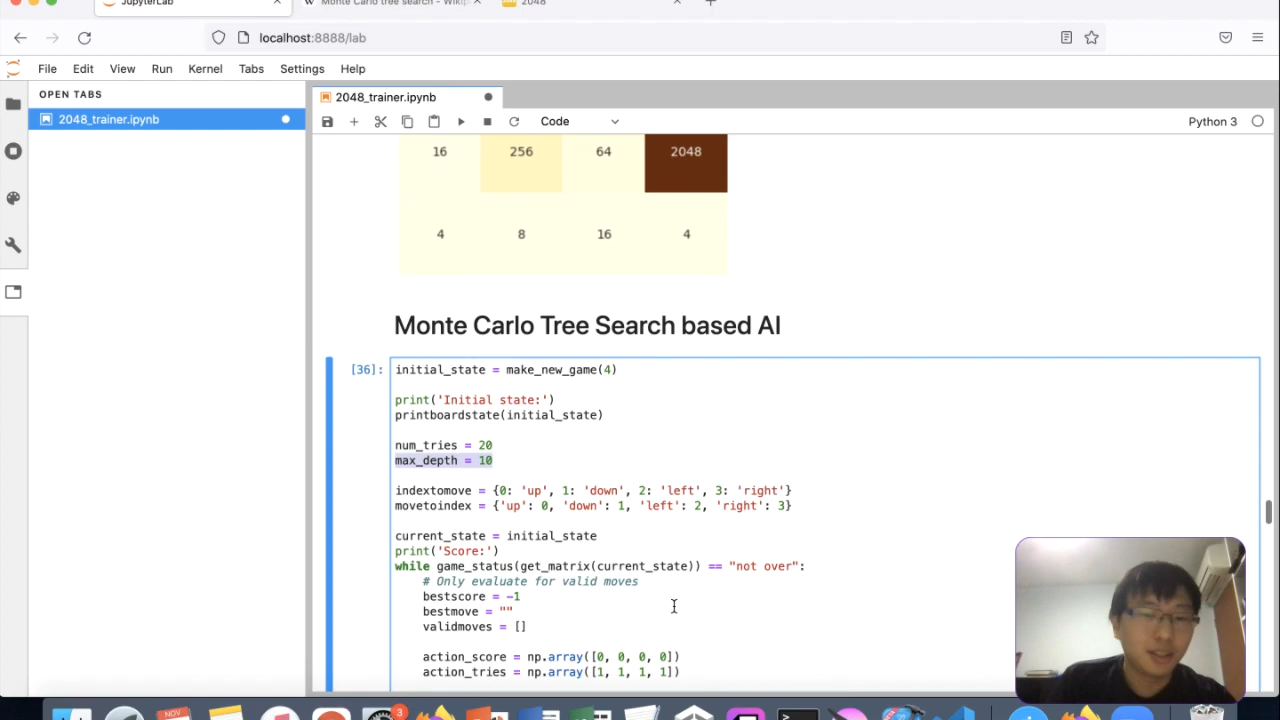 JupyterLab
Monte Carlo tree search - Wikip
2048
localhost:8888/lab
File Edit View Run Kernel Tabs Settings Help
OPEN TABS
2048_trainer.ipynb
2048_trainer.ipynb
Code
Python 3
16 256 64 2048
4 8 16 4
Monte Carlo Tree Search based AI
[36]:
initial_state = make_new_game(4)
print('Initial state:')
printboardstate(initial_state)
num_tries = 20
max_depth = 10
indextomove = {0: 'up', 1: 'down', 2: 'left', 3: 'right'}
movetoindex = {'up': 0, 'down': 1, 'left': 2, 'right': 3}
current_state = initial_state
print('Score:')
while game_status(get_matrix(current_state)) == "not over":
# Only evaluate for valid moves
bestscore = -1
bestmove = ""
validmoves = []
action_score = np.array([0, 0, 0, 0])
action_tries = np.array([1, 1, 1, 1])
NOV
3